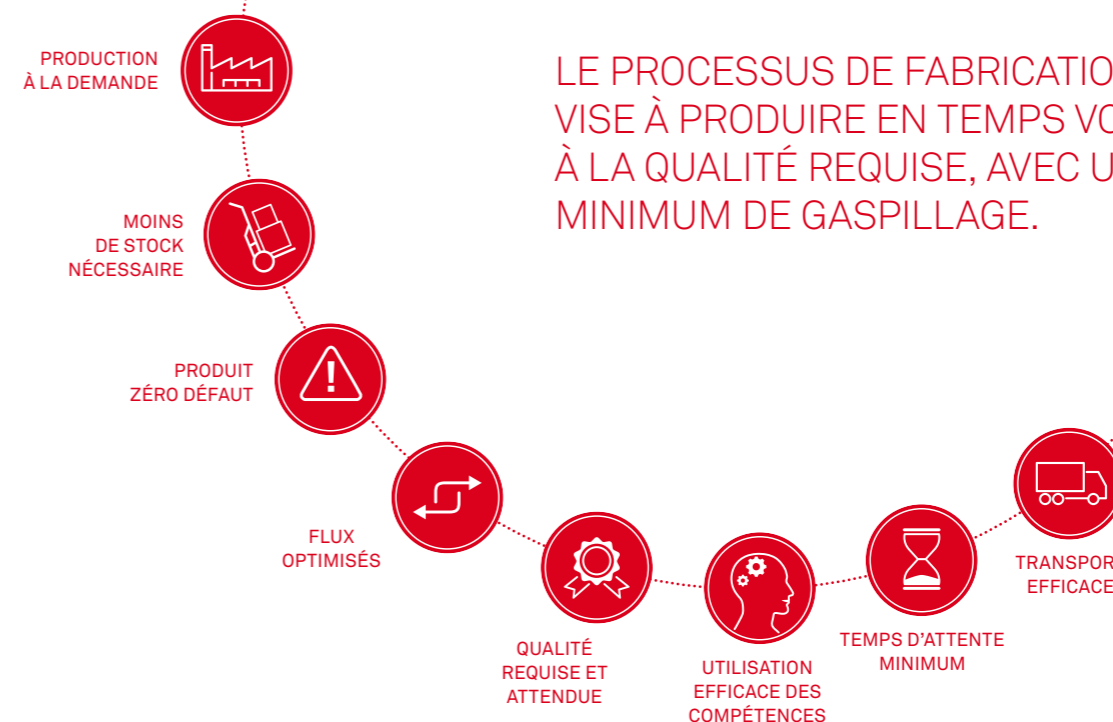 PRODUCTION
À LA DEMANDE
LE PROCESSUS DE FABRICATIO
VISE À PRODUIRE EN TEMPS VO
À LA QUALITÉ REQUISE, AVEC U
MINIMUM DE GASPILLAGE.
MOINS
DE STOCK
NÉCESSAIRE
PRODUIT
ZÉRO DÉFAUT
FLUX
OPTIMISÉS
QUALITÉ
REQUISE ET
ATTENDUE
UTILISATION
EFFICACE DES
COMPÉTENCES
TEMPS D'ATTENTE
MINIMUM
TRANSPOR
EFFICACE